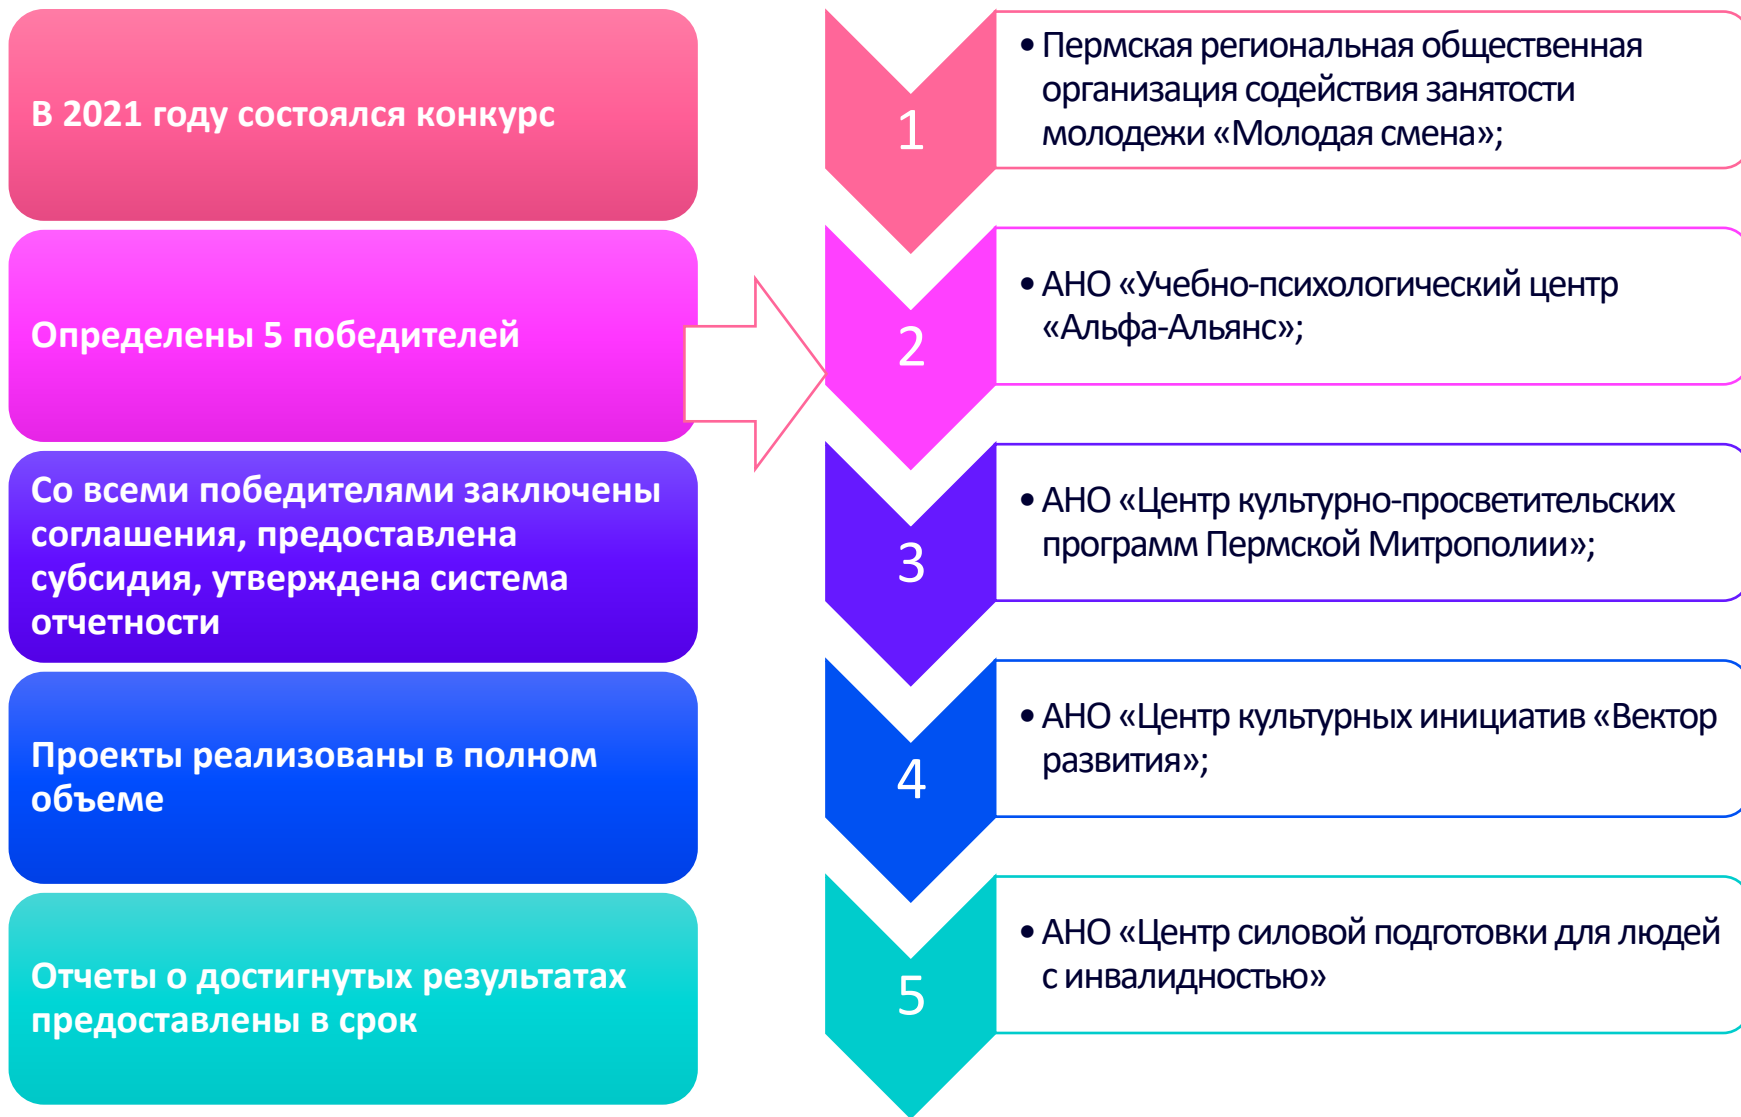 В 2021 году состоялся конкурс
Определены 5 победителей
Со всеми победителями заключены
соглашения, предоставлена
субсидия, утверждена система
отчетности
Проекты реализованы в полном
объеме
Отчеты о достигнутых результатах
предоставлены в срок
1
• Пермская региональная общественная
организация содействия занятости
молодежи «Молодая смена»;
2
• АНО «Учебно-психологический центр
«Альфа-Альянс»;
3
• АНО «Центр культурно-просветительских
программ Пермской Митрополии»;
4
• АНО «Центр культурных инициатив «Вектор
развития»;
5
• АНО «Центр силовой подготовки для людей
с инвалидностью»